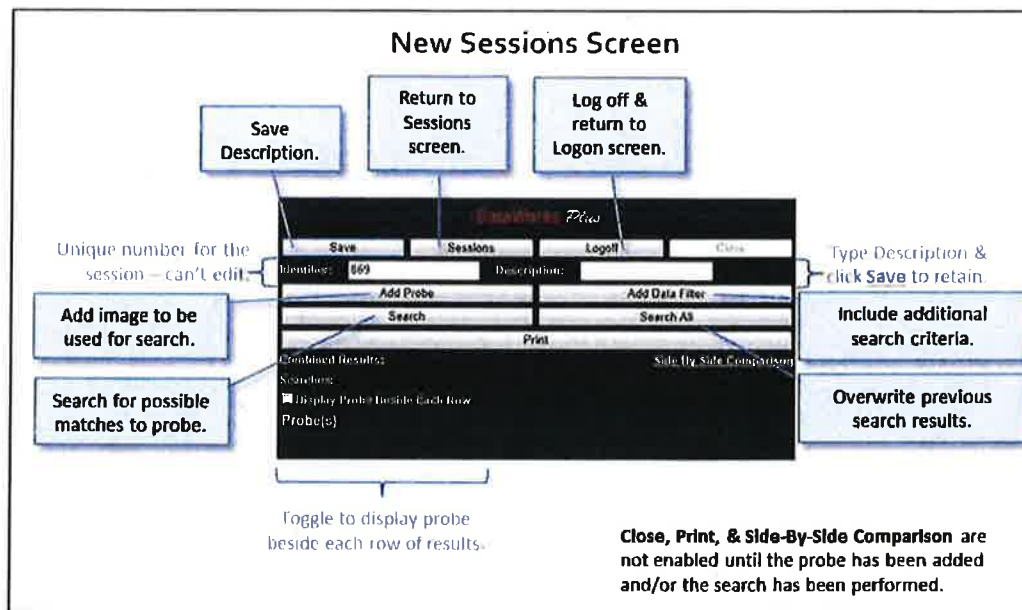 New Sessions Screen
Save
Description.
Return to
Sessions
screen.
Log off &
return to
Logon screen.
DataWorks Plus
Save Sessions Logoff Close
Unique number for the
session – can't edit.
Identifier: 869 Description:
Type Description &
click Save to retain.
Add Probe Add Data Filter
Add image to be
used for search.
Include additional
search criteria.
Search Search All
Print
Combined Results: Side By Side Comparison
Searches:
Display Probe Beside Each Row
Probe(s)
Search for possible
matches to probe.
Overwrite previous
search results.
Toggle to display probe
beside each row of results.
Close, Print, & Side-By-Side Comparison are
not enabled until the probe has been added
and/or the search has been performed.